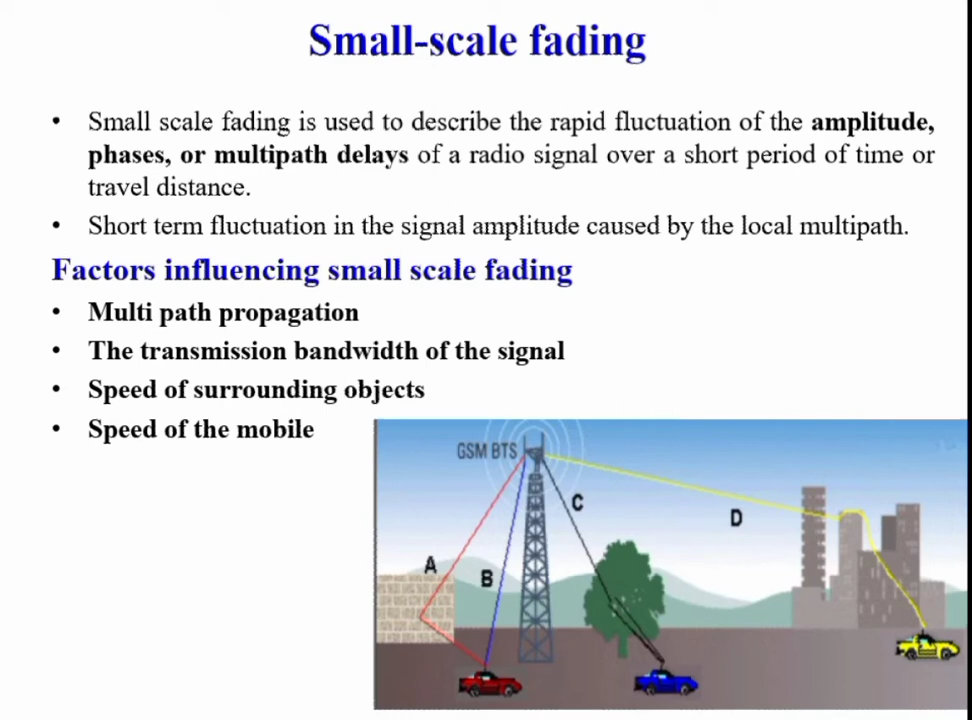 Small-scale fading
• Small scale fading is used to describe the rapid fluctuation of the amplitude,
phases, or multipath delays of a radio signal over a short period of time or
travel distance.
• Short term fluctuation in the signal amplitude caused by the local multipath.
Factors influencing small scale fading
• Multi path propagation
• The transmission bandwidth of the signal
• Speed of surrounding objects
• Speed of the mobile
GSM BTS
C
D
A
B